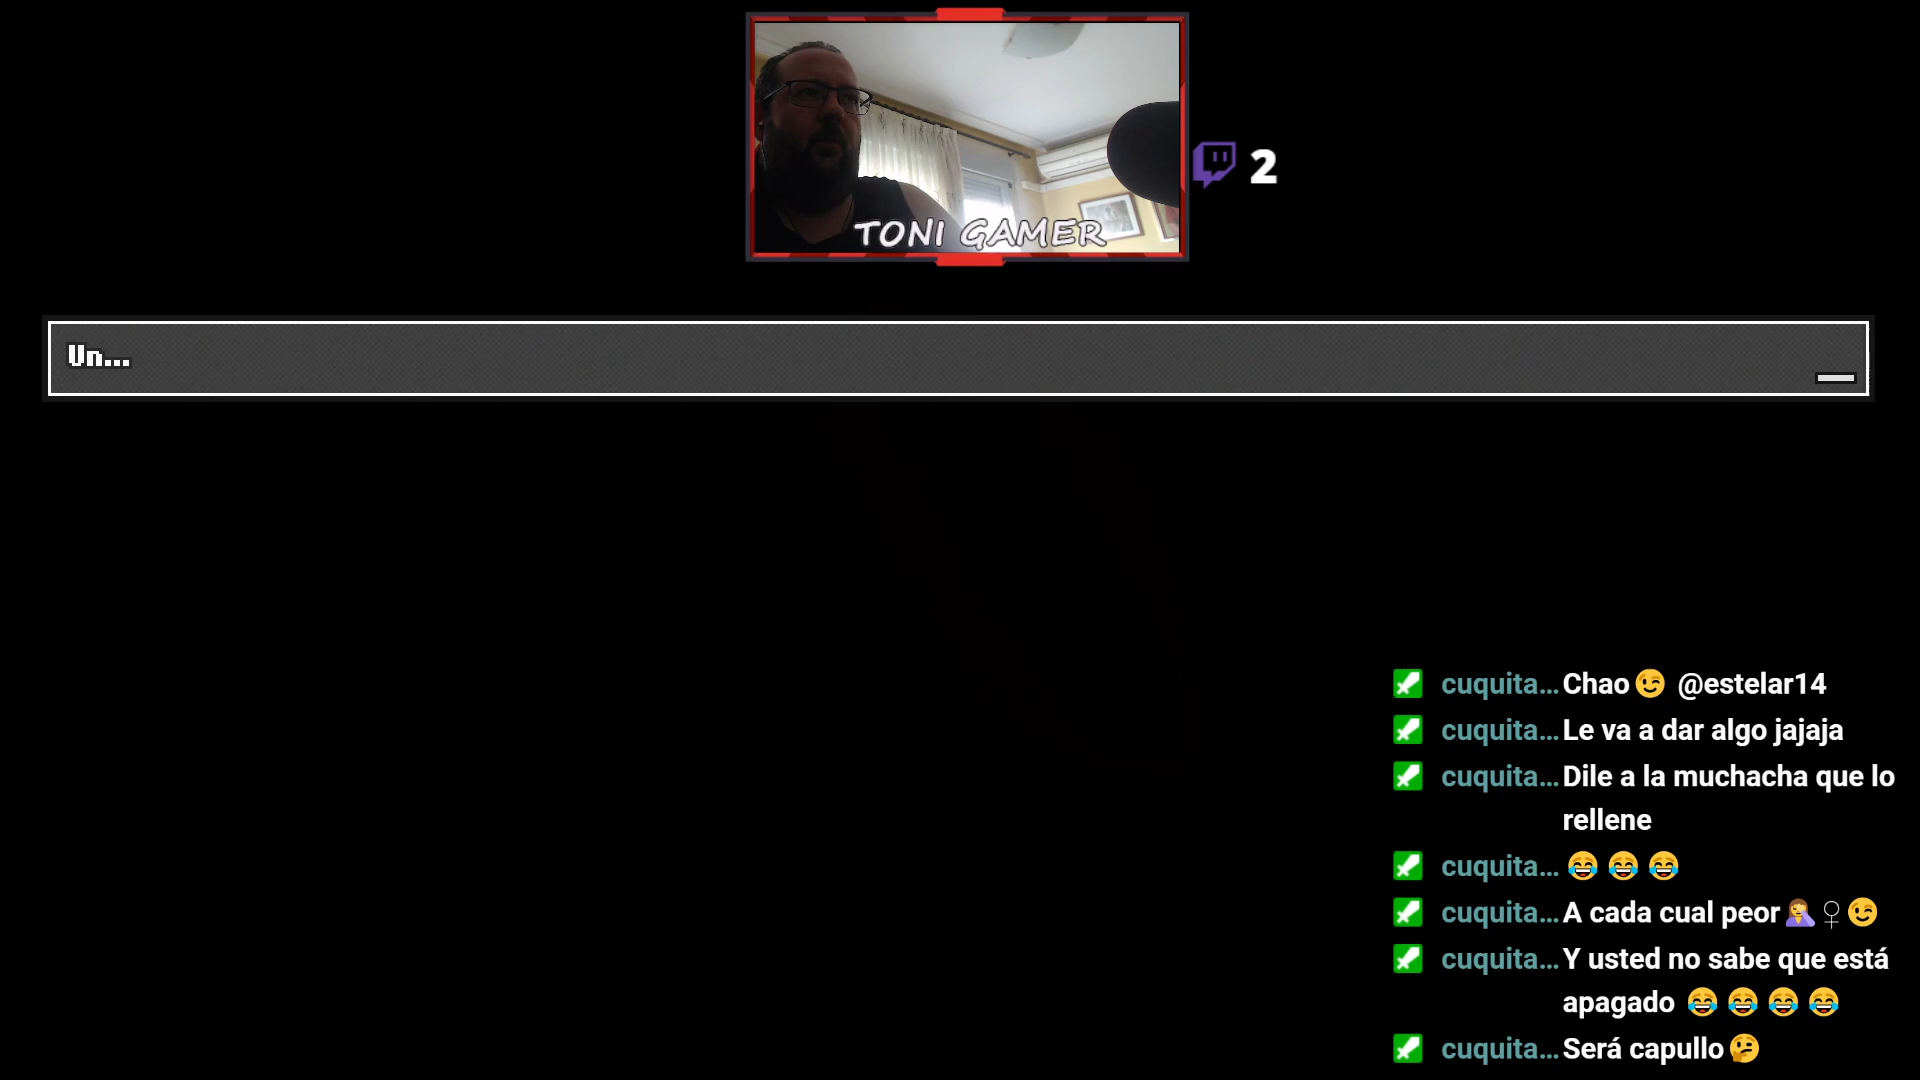 TONI GAMER
2
Un...
cuquita… Chao😉 @estelar14
cuquita… Le va a dar algo jajaja
cuquita… Dile a la muchacha que lo
rellene
cuquita… 😂 😂 😂
cuquita… A cada cual peor🤦♀😉
cuquita… Y usted no sabe que está
apagado 😂 😂 😂 😂
cuquita… Será capullo🤔